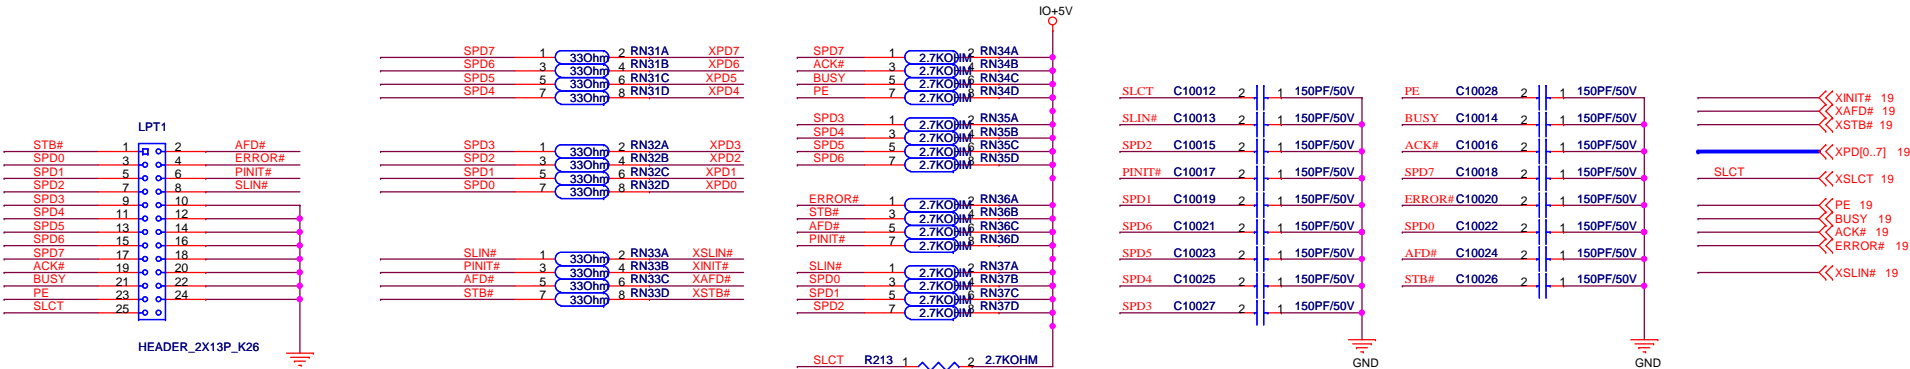 IO+5V
SPD7 1 33Ohm 2 RN31A XPD7
SPD6 3 33Ohm 4 RN31B XPD6
SPD5 5 33Ohm 6 RN31C XPD5
SPD4 7 33Ohm 8 RN31D XPD4
SPD3 1 33Ohm 2 RN32A XPD3
SPD2 3 33Ohm 4 RN32B XPD2
SPD1 5 33Ohm 6 RN32C XPD1
SPD0 7 33Ohm 8 RN32D XPD0
SLIN# 1 33Ohm 2 RN33A XSLIN#
PINIT# 3 33Ohm 4 RN33B XINIT#
AFD# 5 33Ohm 6 RN33C XAFD#
STB# 7 33Ohm 8 RN33D XSTB#
LPT1
STB# 1 2 AFD#
SPD0 3 4 ERROR#
SPD1 5 6 PINIT#
SPD2 7 8 SLIN#
SPD3 9 10
SPD4 11 12
SPD5 13 14
SPD6 15 16
SPD7 17 18
ACK# 19 20
BUSY 21 22
PE 23 24
SLCT 25
HEADER_2X13P_K26
SPD7 1 2.7KOHM 2 RN34A
ACK# 3 2.7KOHM 4 RN34B
BUSY 5 2.7KOHM 6 RN34C
PE 7 2.7KOHM 8 RN34D
SPD3 1 2.7KOHM 2 RN35A
SPD4 3 2.7KOHM 4 RN35B
SPD5 5 2.7KOHM 6 RN35C
SPD6 7 2.7KOHM 8 RN35D
ERROR# 1 2.7KOHM 2 RN36A
STB# 3 2.7KOHM 4 RN36B
AFD# 5 2.7KOHM 6 RN36C
PINIT# 7 2.7KOHM 8 RN36D
SLIN# 1 2.7KOHM 2 RN37A
SPD0 3 2.7KOHM 4 RN37B
SPD1 5 2.7KOHM 6 RN37C
SPD2 7 2.7KOHM 8 RN37D
SLCT R213 1 2 2.7KOHM
SLCT C10012 2 1 150PF/50V
SLIN# C10013 2 1 150PF/50V
SPD2 C10015 2 1 150PF/50V
PINIT# C10017 2 1 150PF/50V
SPD1 C10019 2 1 150PF/50V
SPD6 C10021 2 1 150PF/50V
SPD5 C10023 2 1 150PF/50V
SPD4 C10025 2 1 150PF/50V
SPD3 C10027 2 1 150PF/50V
GND
PE C10028 2 1 150PF/50V
BUSY C10014 2 1 150PF/50V
ACK# C10016 2 1 150PF/50V
SPD7 C10018 2 1 150PF/50V
ERROR# C10020 2 1 150PF/50V
SPD0 C10022 2 1 150PF/50V
AFD# C10024 2 1 150PF/50V
STB# C10026 2 1 150PF/50V
GND
XINIT# 19
XAFD# 19
XSTB# 19
XPD[0..7] 19
SLCT XSLCT 19
PE 19
BUSY 19
ACK# 19
ERROR# 19
XSLIN# 19